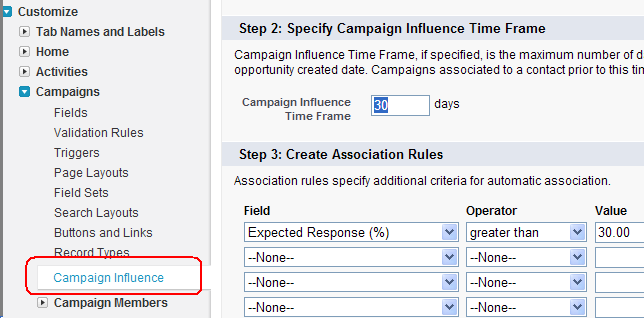 Customize
Tab Names and Labels
Home
Activities
Campaigns
Fields
Validation Rules
Triggers
Page Layouts
Field Sets
Search Layouts
Buttons and Links
Record Types
Campaign Influence
Campaign Members
Step 2: Specify Campaign Influence Time Frame
Campaign Influence Time Frame, if specified, is the maximum number of d
opportunity created date. Campaigns associated to a contact prior to this tin
Campaign Influence
Time Frame
30 days
Step 3: Create Association Rules
Association rules specify additional criteria for automatic association.
Field Operator Value
Expected Response (%) greater than 30.00
--None-- --None--
--None-- --None--
--None-- --None--